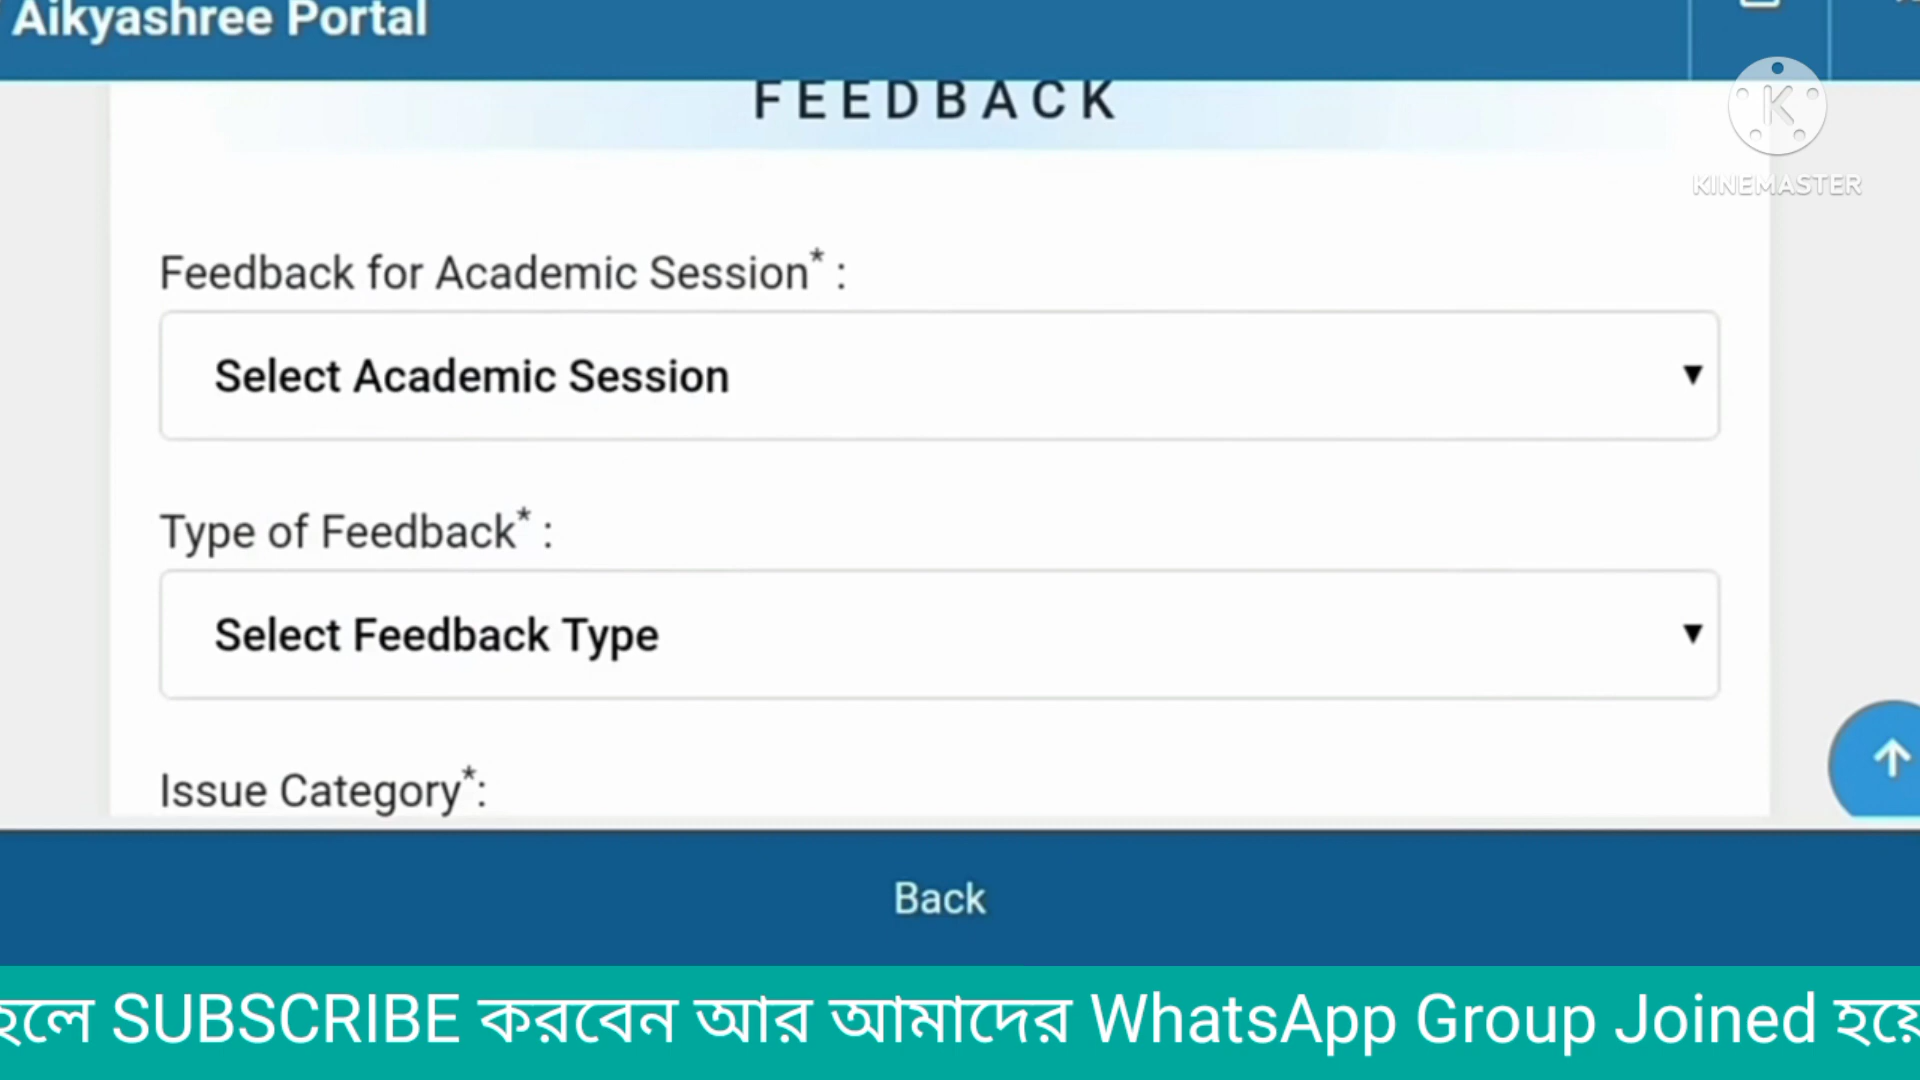 Aikyashree Portal
FEEDBACK
K
KINEMASTER
Feedback for Academic Session* :
Select Academic Session
Type of Feedback* :
Select Feedback Type
Issue Category*:
Back
হলে SUBSCRIBE করবেন আর আমাদের WhatsApp Group Joined হয়ে